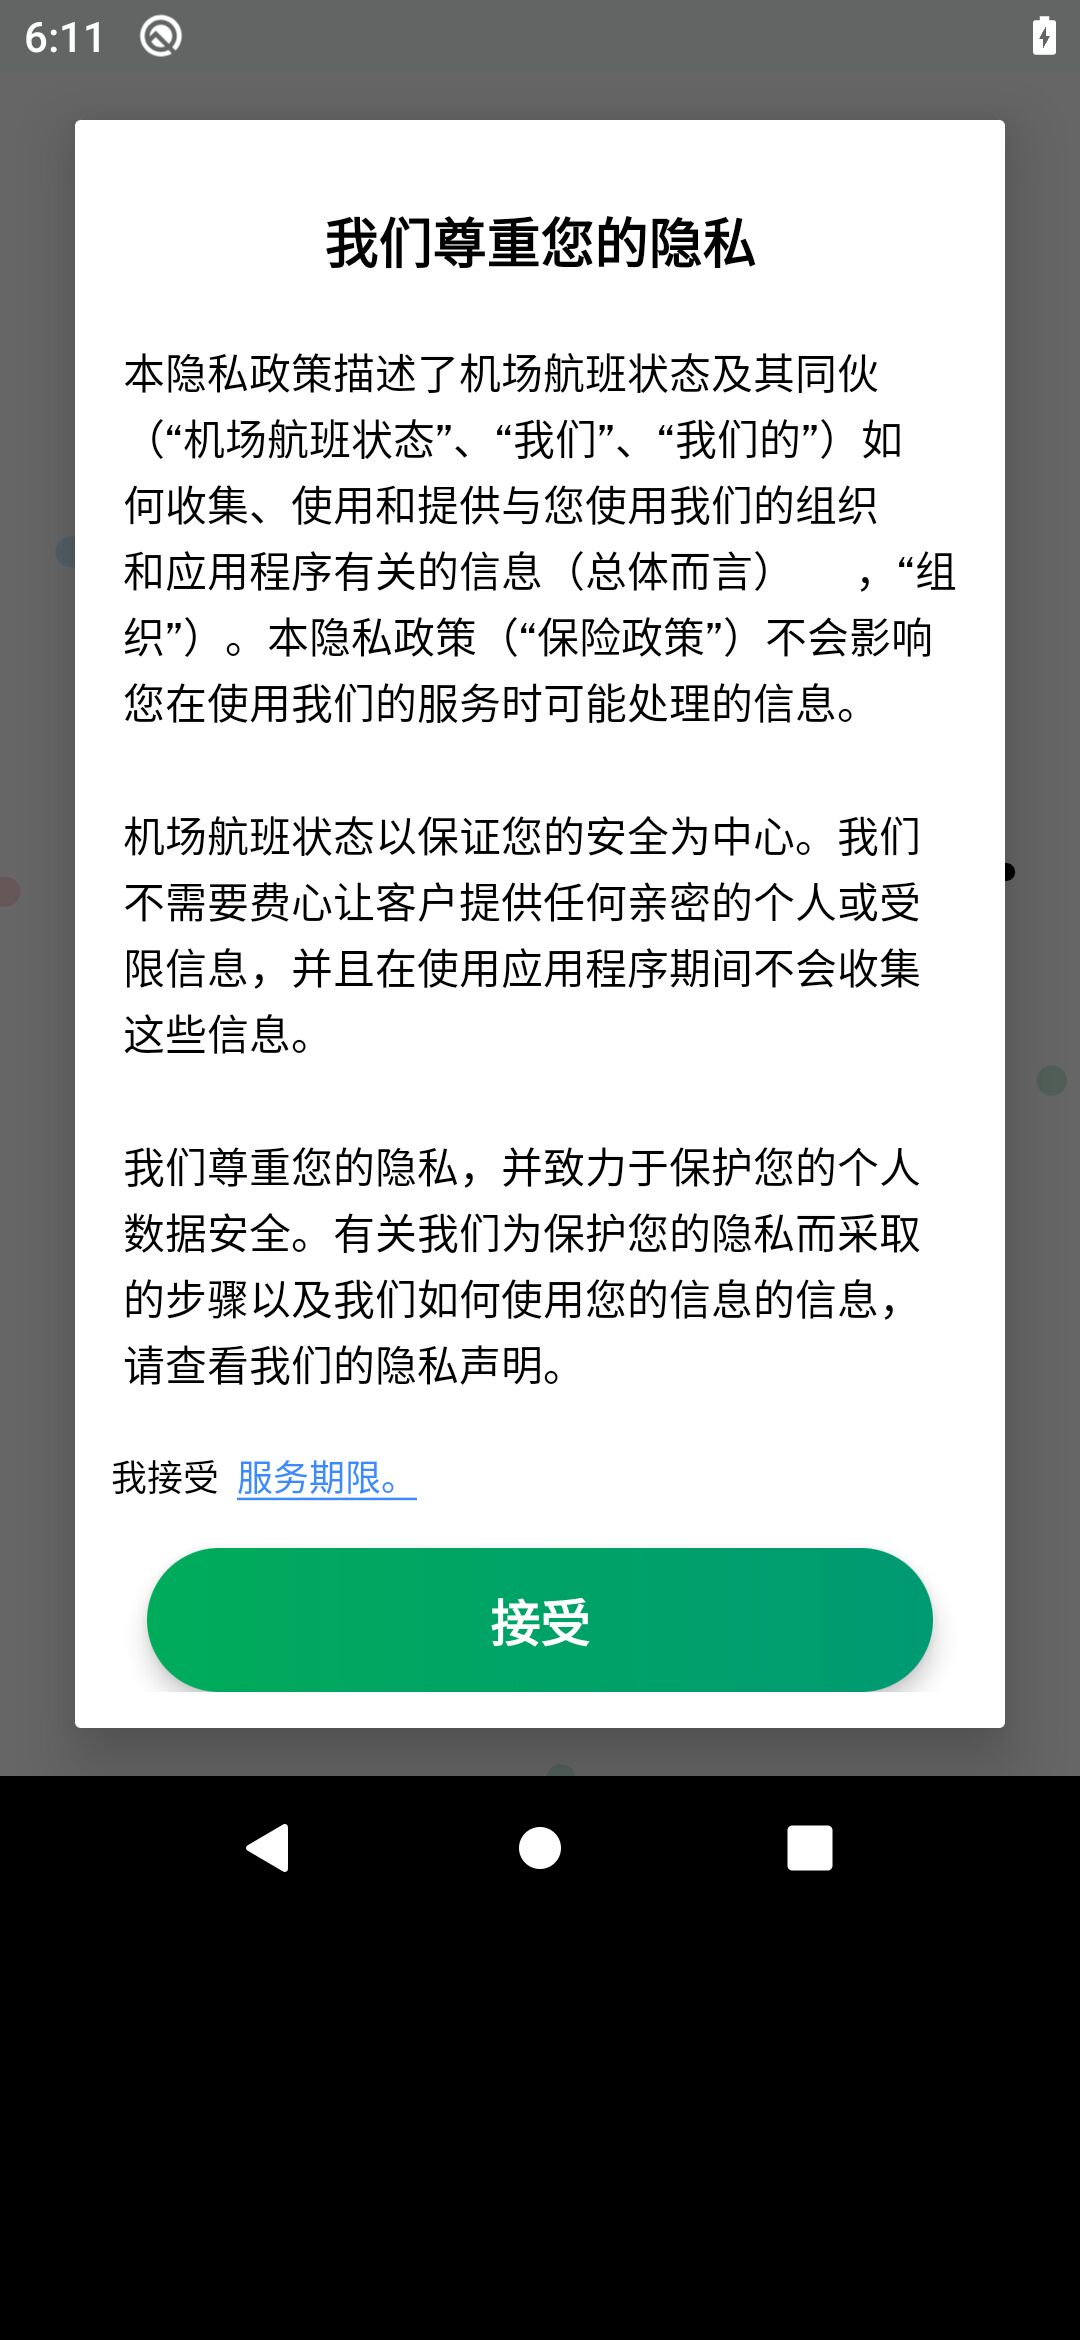 6:11
我们尊重您的隐私
本隐私政策描述了机场航班状态及其同伙
（“机场航班状态”、“我们”、“我们的”）如
何收集、使用和提供与您使用我们的组织
和应用程序有关的信息（总体而言） ，“组
织”）。本隐私政策（“保险政策”）不会影响
您在使用我们的服务时可能处理的信息。
机场航班状态以保证您的安全为中心。我们
不需要费心让客户提供任何亲密的个人或受
限信息，并且在使用应用程序期间不会收集
这些信息。
我们尊重您的隐私，并致力于保护您的个人
数据安全。有关我们为保护您的隐私而采取
的步骤以及我们如何使用您的信息的信息，
请查看我们的隐私声明。
我接受 服务期限。
接受